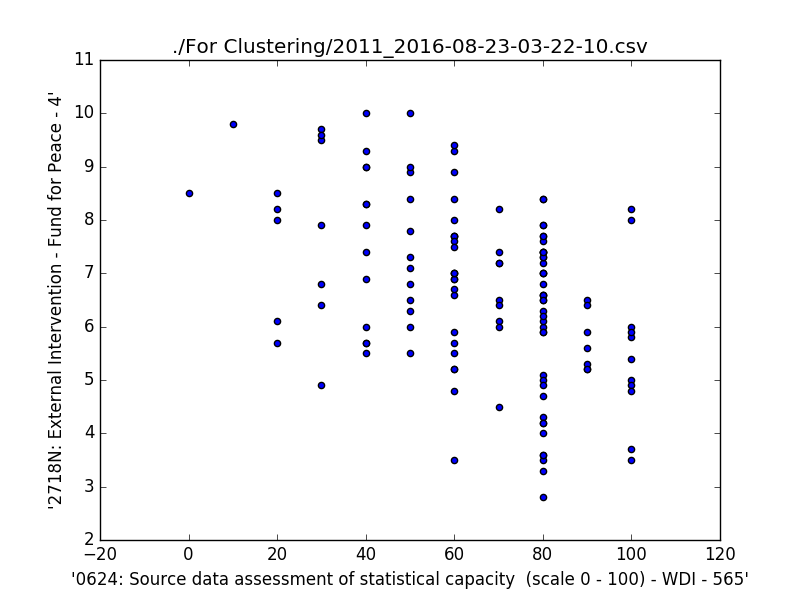 ./For Clustering/2011_2016-08-23-03-22-10.csv
11
10
9
8
7
6
5
4
3
2
'2718N: External Intervention - Fund for Peace - 4'
−20 0 20 40 60 80 100 120
'0624: Source data assessment of statistical capacity  (scale 0 - 100) - WDI - 565'